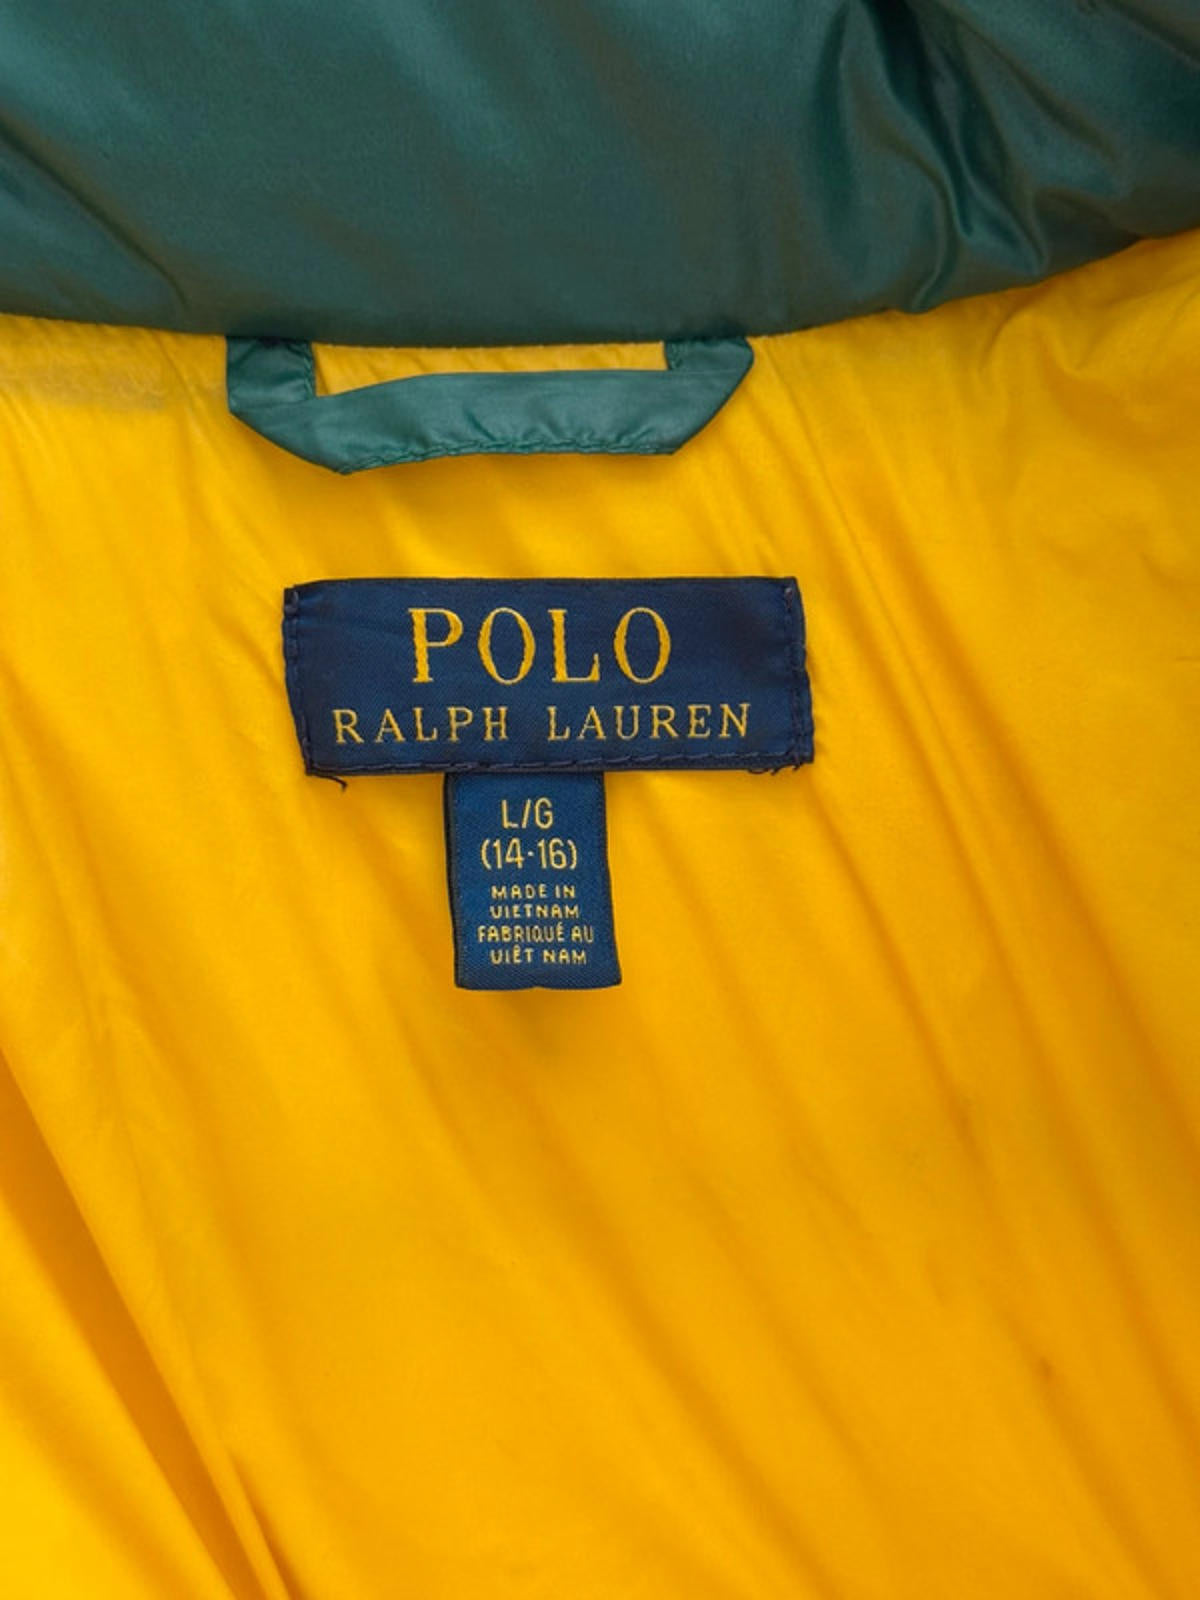 POLO
RALPH LAUREN
L/G
(14-16)
MADE IN
VIETNAM
FABRIQUÉ AU
VIÊT NAM